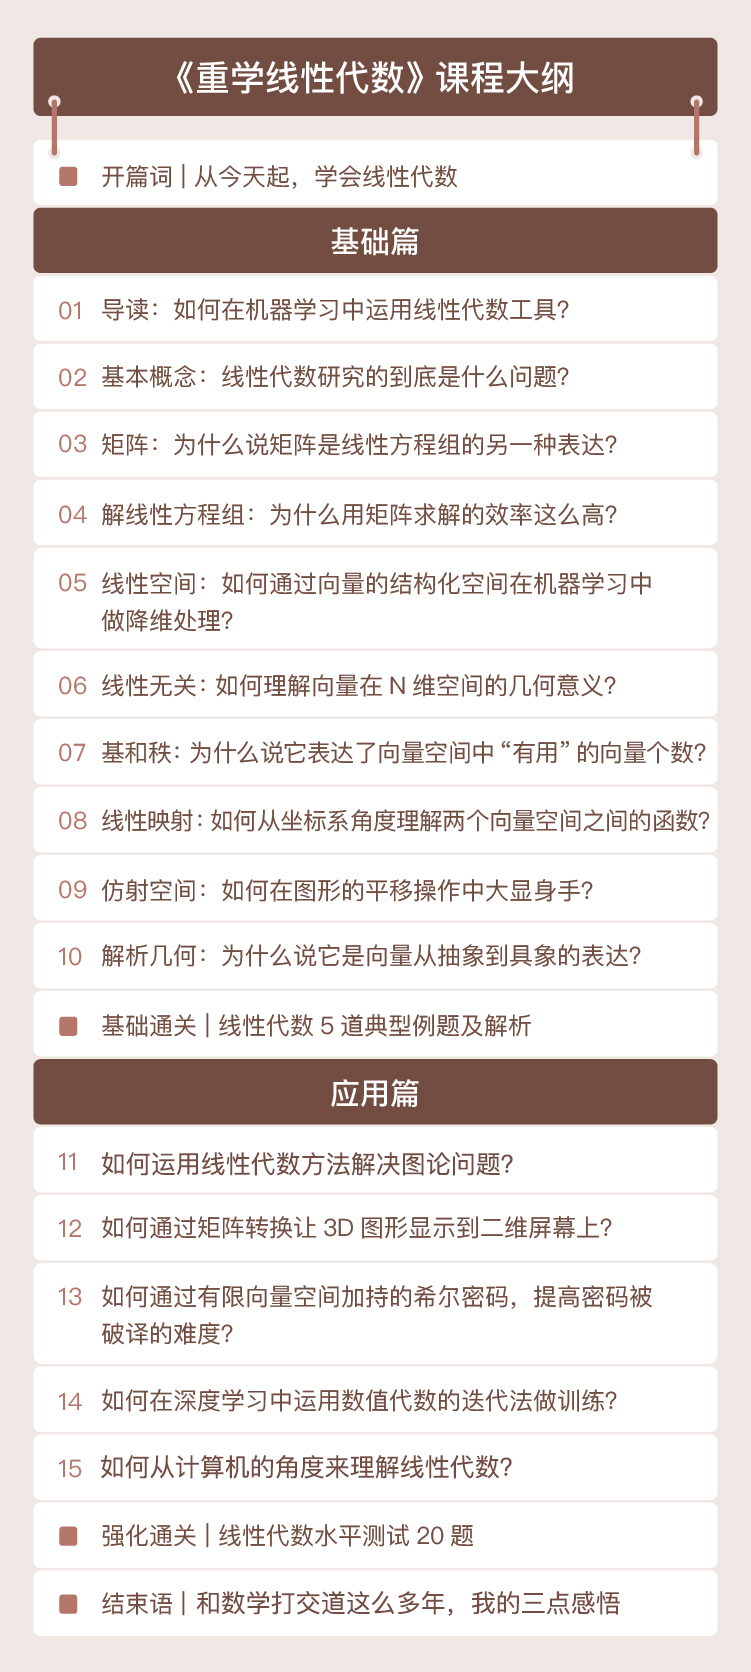 《重学线性代数》课程大纲
开篇词 | 从今天起，学会线性代数
基础篇
01 导读：如何在机器学习中运用线性代数工具？
02 基本概念：线性代数研究的到底是什么问题？
03 矩阵：为什么说矩阵是线性方程组的另一种表达？
04 解线性方程组：为什么用矩阵求解的效率这么高？
05 线性空间：如何通过向量的结构化空间在机器学习中
做降维处理？
06 线性无关：如何理解向量在 N 维空间的几何意义？
07 基和秩：为什么说它表达了向量空间中 “有用” 的向量个数？
08 线性映射：如何从坐标系角度理解两个向量空间之间的函数？
09 仿射空间：如何在图形的平移操作中大显身手？
10 解析几何：为什么说它是向量从抽象到具象的表达？
基础通关 | 线性代数 5 道典型例题及解析
应用篇
11 如何运用线性代数方法解决图论问题？
12 如何通过矩阵转换让 3D 图形显示到二维屏幕上？
13 如何通过有限向量空间加持的希尔密码，提高密码被
破译的难度？
14 如何在深度学习中运用数值代数的迭代法做训练？
15 如何从计算机的角度来理解线性代数？
强化通关 | 线性代数水平测试 20 题
结束语 | 和数学打交道这么多年，我的三点感悟